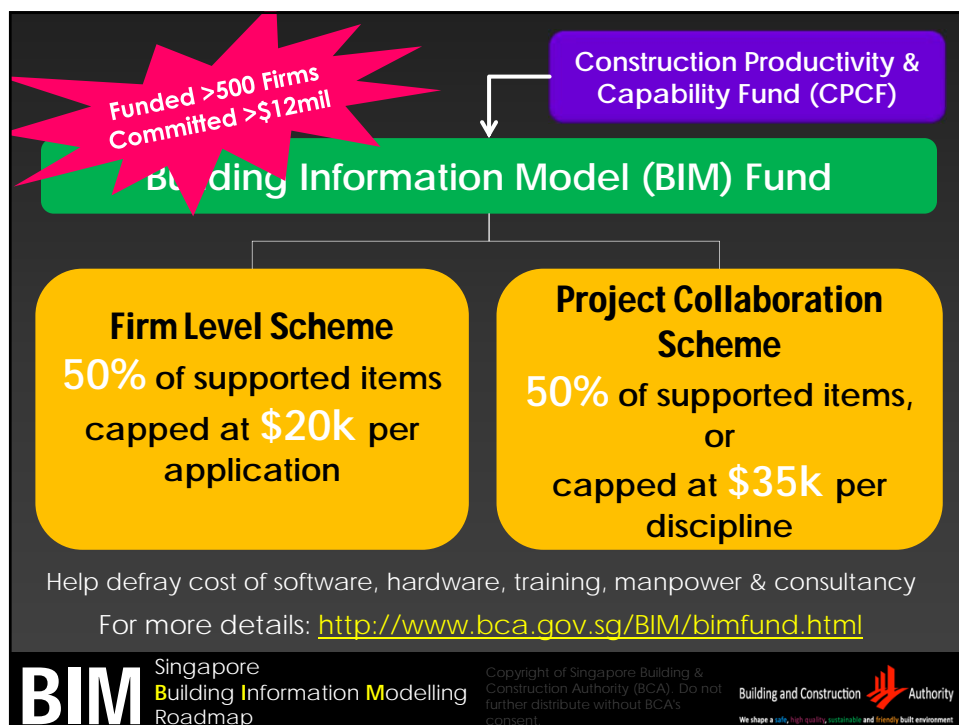 Funded >500 Firms
Committed >$12mil
Construction Productivity &
Capability Fund (CPCF)
Building Information Model (BIM) Fund
Firm Level Scheme
50% of supported items
capped at $20k per
application
Project Collaboration
Scheme
50% of supported items,
or
capped at $35k per
discipline
Help defray cost of software, hardware, training, manpower & consultancy
For more details: http://www.bca.gov.sg/BIM/bimfund.html
BIM
Singapore
Building Information Modelling
Roadmap
Copyright of Singapore Building &
Construction Authority (BCA). Do not
further distribute without BCA's
consent.
Building and Construction Authority
We shape a safe, high quality, sustainable and friendly built environment